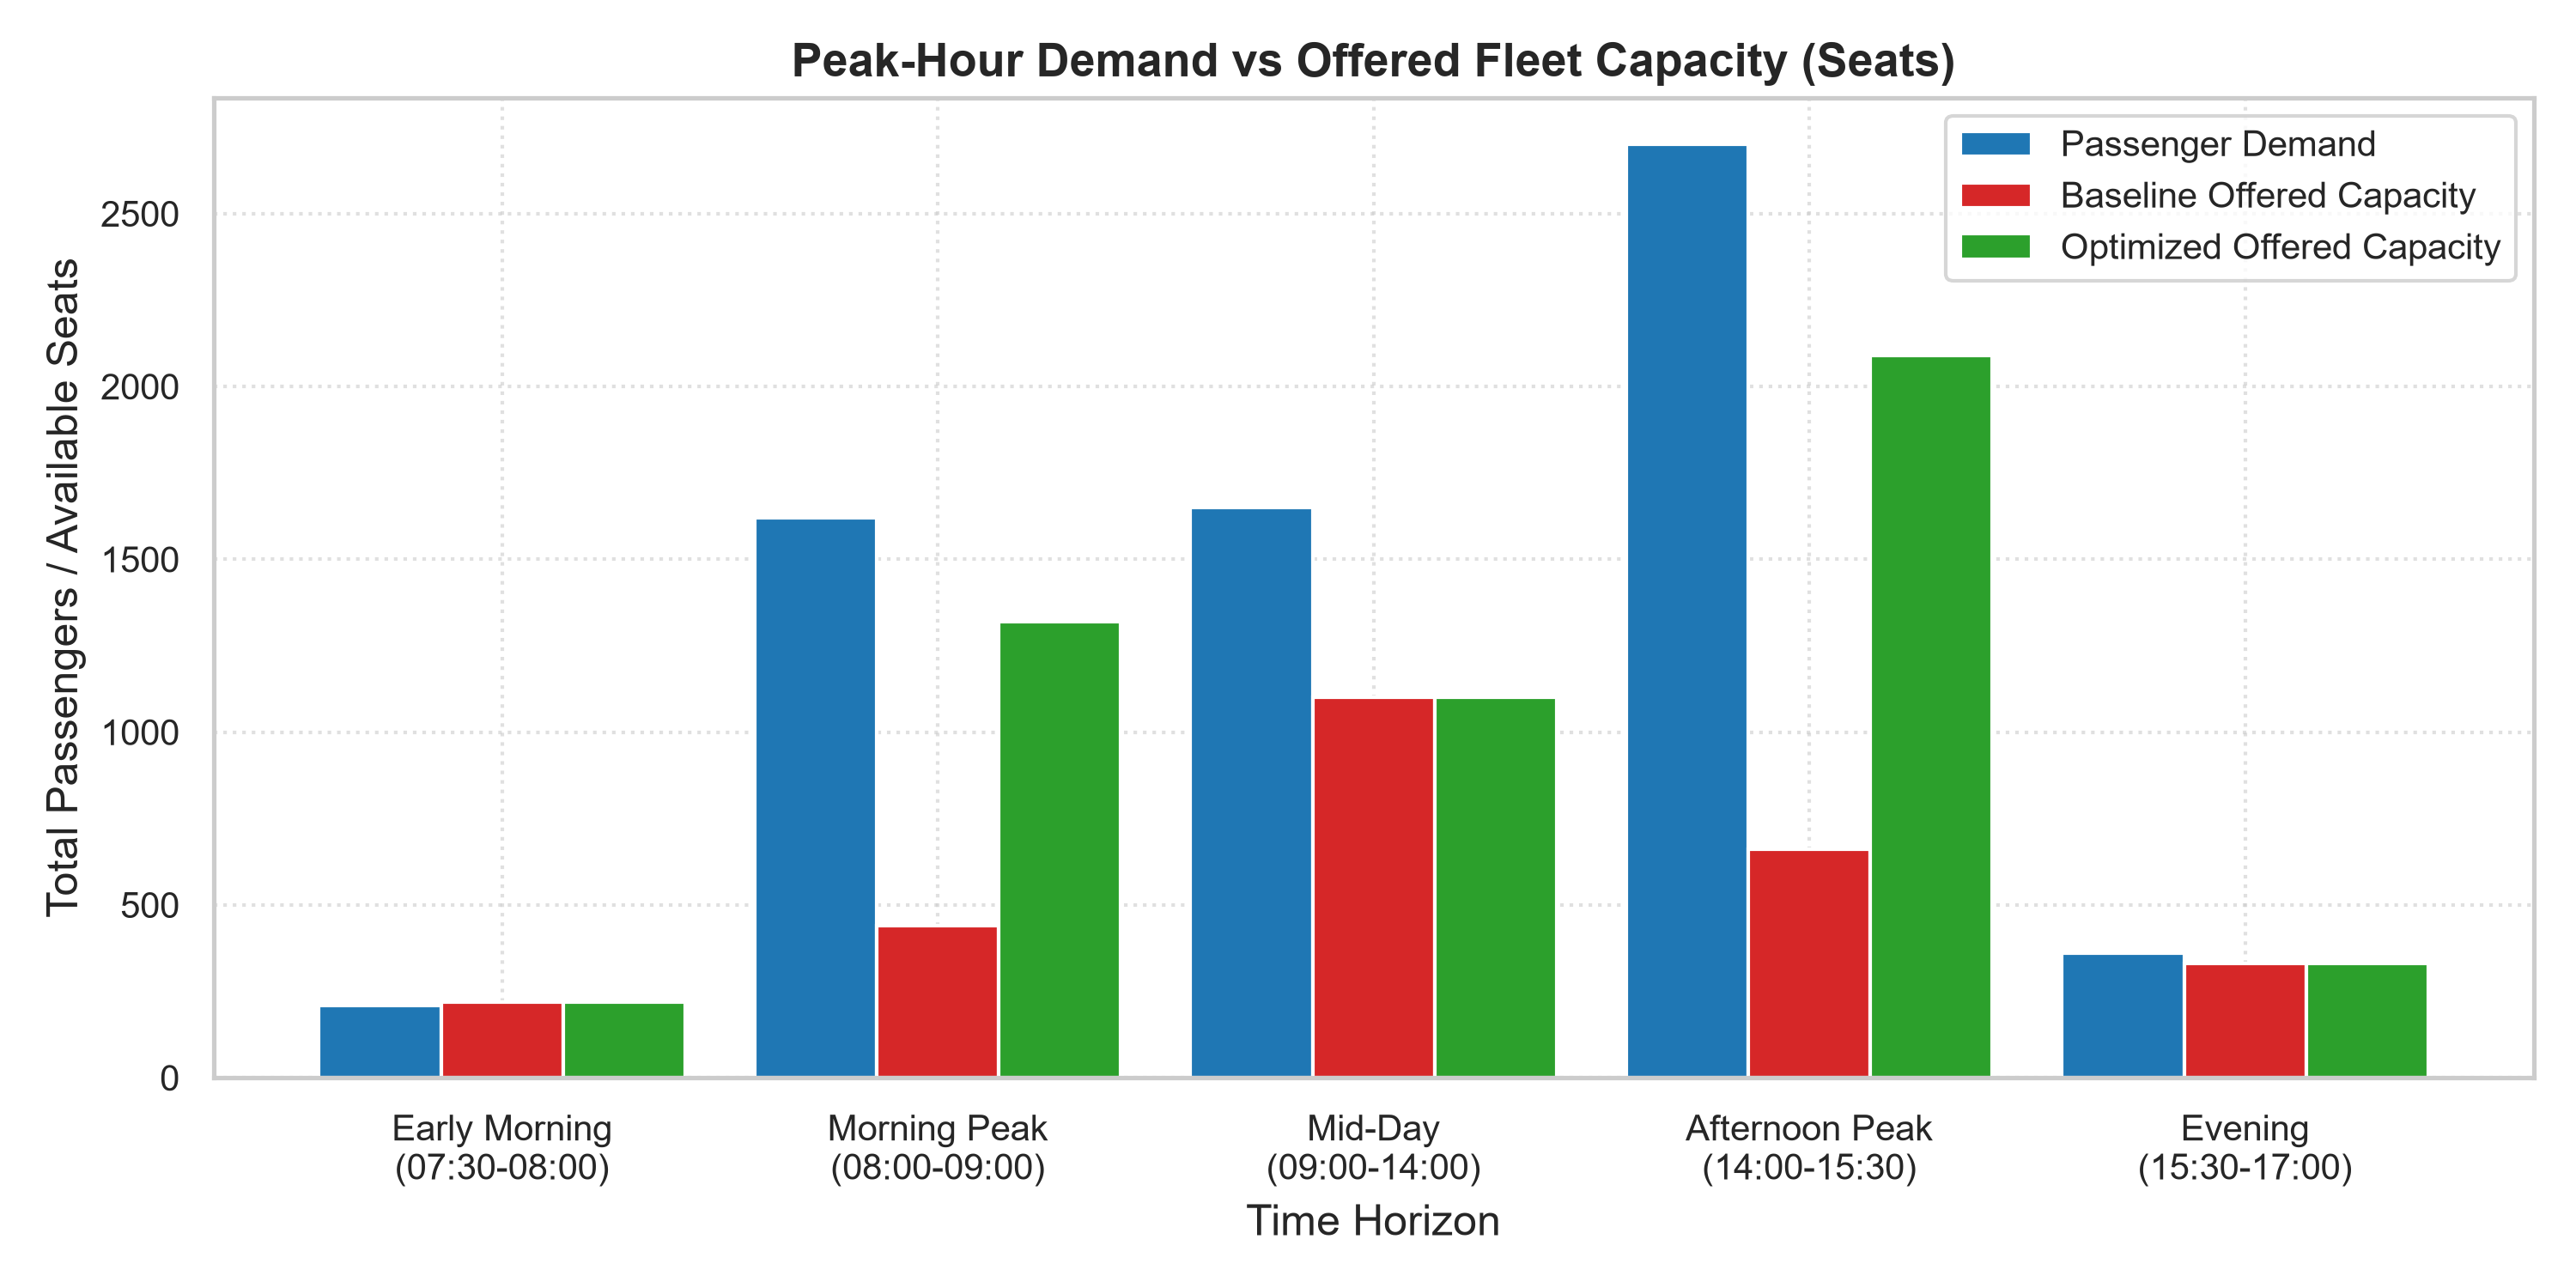 Peak-Hour Demand vs Offered Fleet Capacity (Seats)
Passenger Demand
Baseline Offered Capacity
Optimized Offered Capacity
Total Passengers / Available Seats
2500
2000
1500
1000
500
0
Early Morning
(07:30-08:00)
Morning Peak
(08:00-09:00)
Mid-Day
(09:00-14:00)
Afternoon Peak
(14:00-15:30)
Evening
(15:30-17:00)
Time Horizon